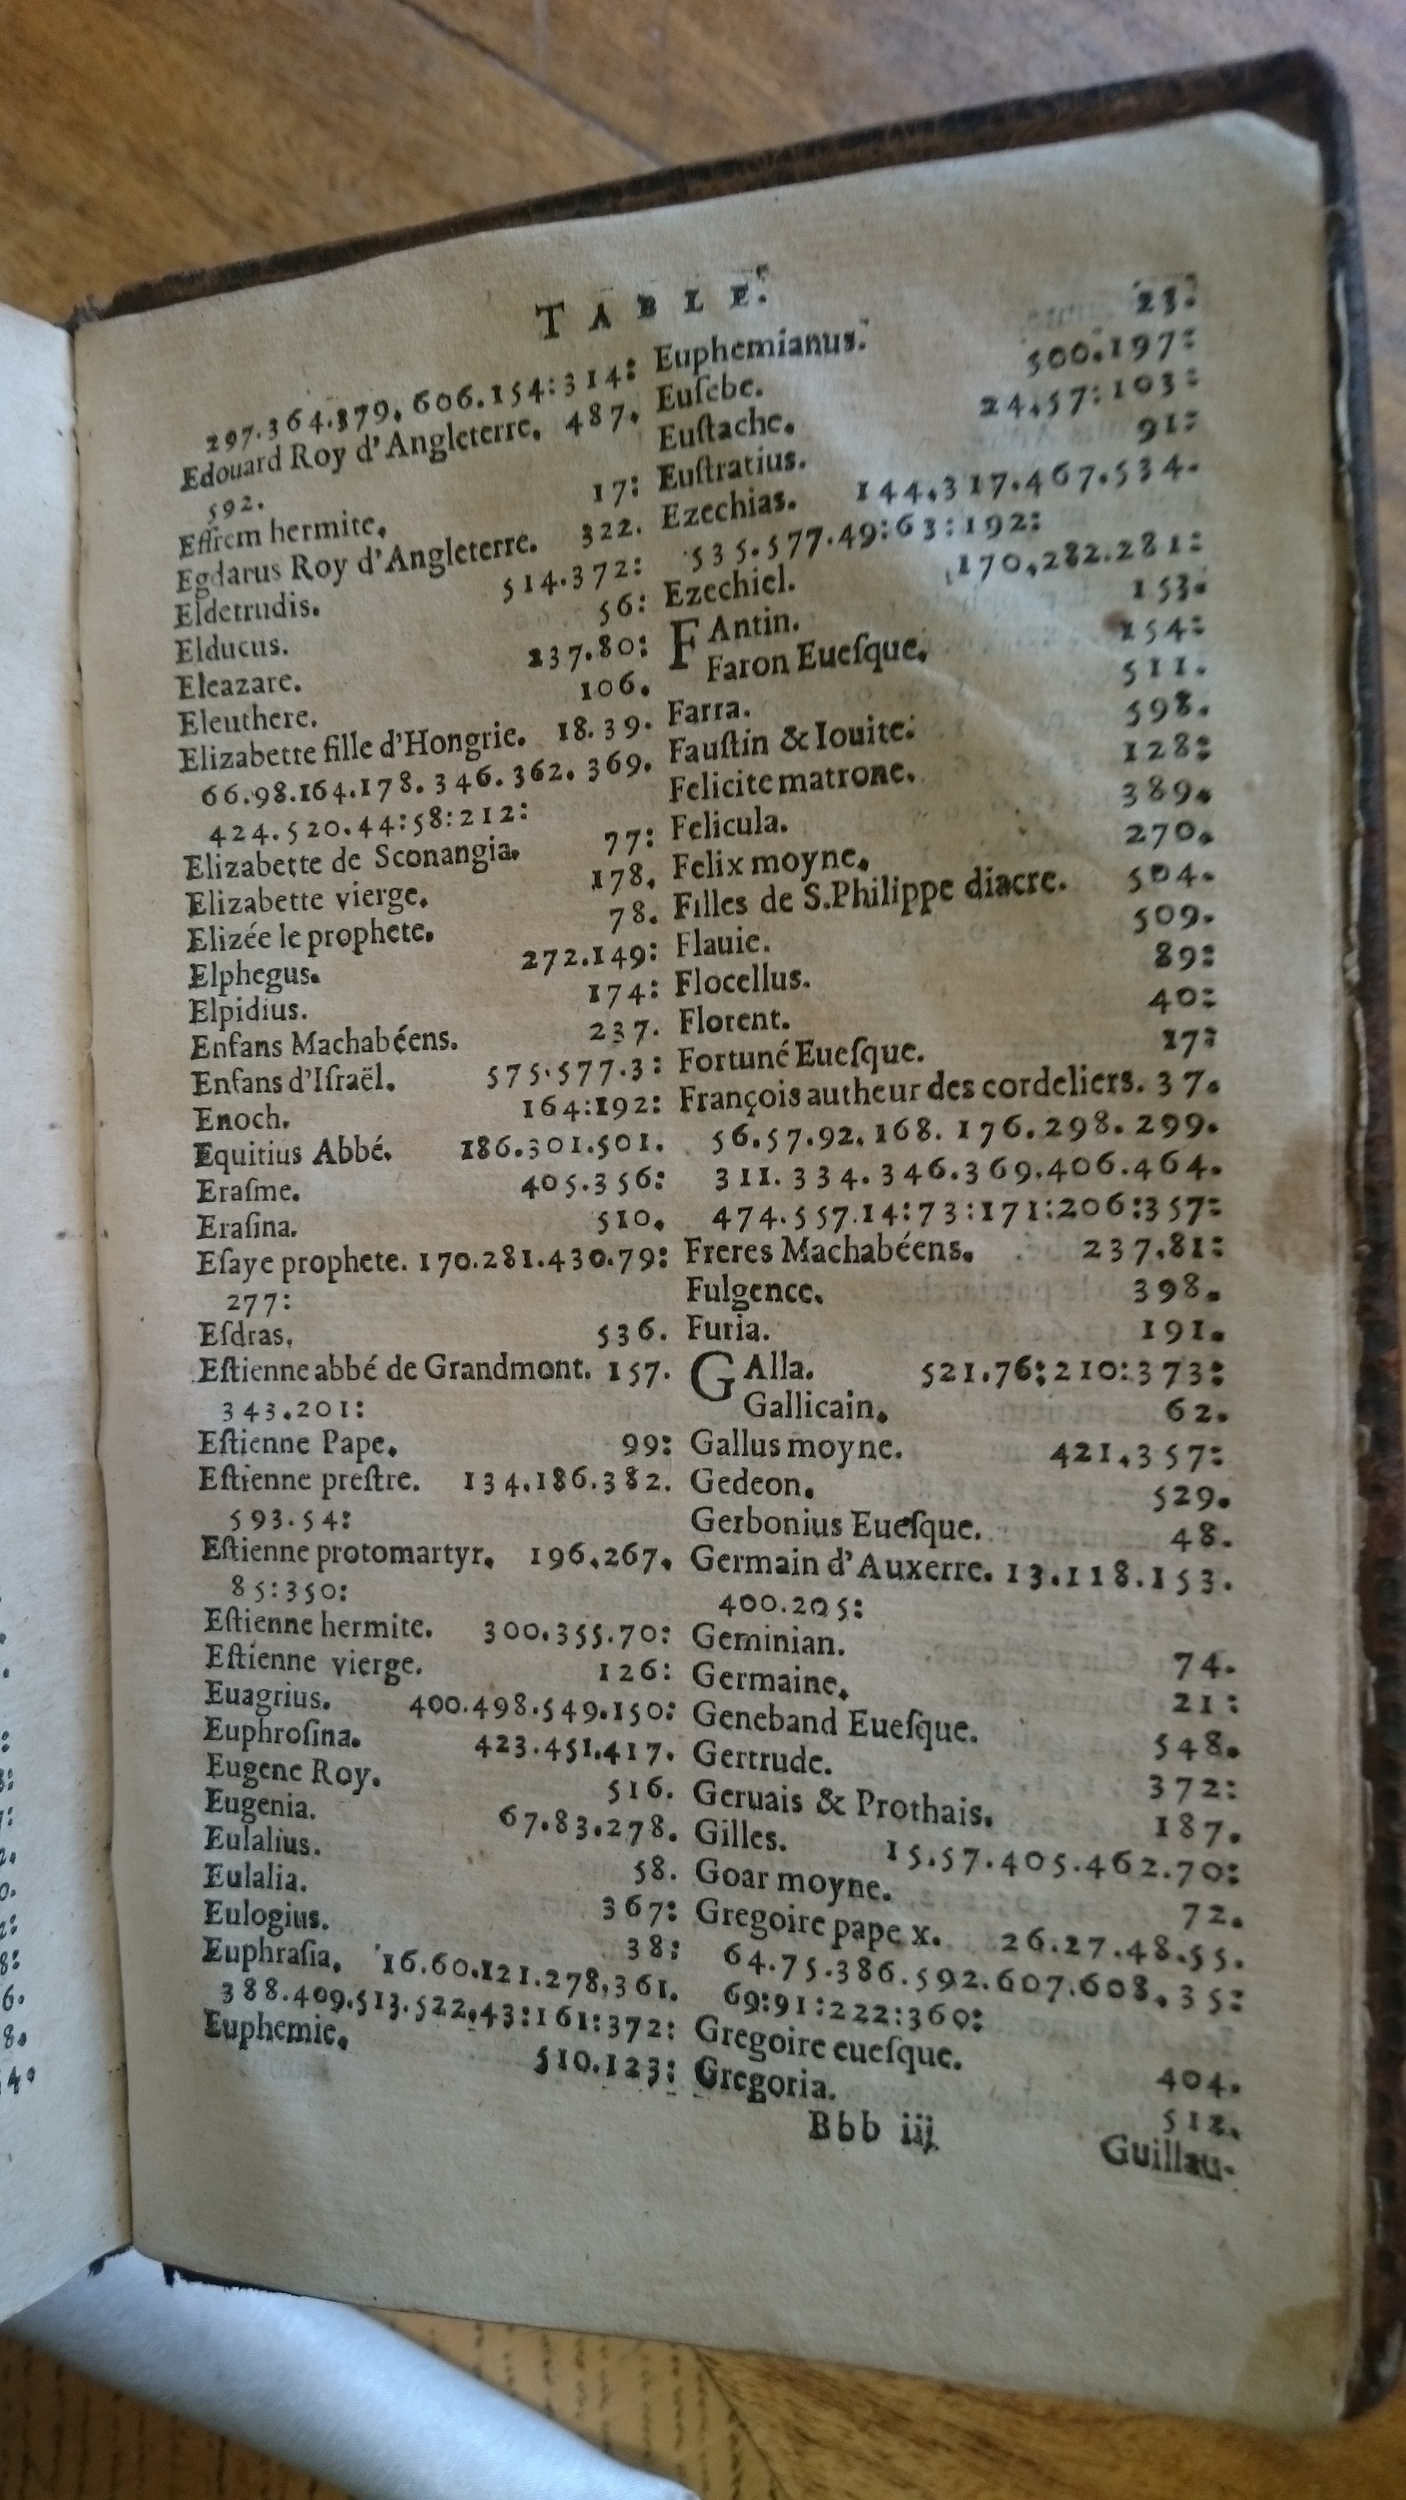 TABLE.
297.364.379.606.154:314:
Edouard Roy d'Angleterre. 487.
592.
Effrem hermite. 17:
Egdarus Roy d'Angleterre. 322.
Eldetrudis. 514.372:
Elducus. 56:
Eleazare. 237.80:
Eleuthere. 106.
Elizabette fille d'Hongrie. 18.39.
66.98.164.178.346.362.369.
424.520.44:58:212:
Elizabette de Sconangia. 77:
Elizabette vierge. 178.
Elizée le prophete. 78.
Elphegus. 272.149:
Elpidius. 174:
Enfans Machabéens. 237.
Enfans d'Iſraël. 575.577.3:
Enoch. 164:192:
Equitius Abbé. 186.301.501.
Eraſme. 405.356:
Eraſina. 510.
Eſaye prophete. 170.281.430.79:
277:
Eſdras. 536.
Eſtienne abbé de Grandmont. 157.
343.201:
Eſtienne Pape. 99:
Eſtienne preſtre. 134.186.382.
593.54:
Eſtienne protomartyr. 196.267.
85:350:
Eſtienne hermite. 300.355.70:
Eſtienne vierge. 126:
Euagrius. 400.498.549.150:
Euphroſina. 423.451.417.
Eugene Roy. 516.
Eugenia. 67.83.278.
Eulalius. 58.
Eulalia. 367:
Eulogius. 38:
Euphraſia. 16.60.121.278.361.
388.409.513.522.43:161:372:
Euphemie. 510.123:
Euphemianus. 23:
Euſebe. 500.197:
Euſtache. 24.57:103:
Euſtratius. 91:
Ezechias. 144.317.467.534.
535.577.49:63:192:
Ezechiel. 170.282.281:
FAntin. 153.
Faron Eueſque. 154:
Farra. 511.
Fauſtin & Iouite. 598.
Felicite matrone. 128:
Felicula. 389.
Felix moyne. 270.
Filles de S.Philippe diacre. 504.
Flauie. 509.
Flocellus. 89:
Florent. 40:
Fortuné Eueſque. 17:
François autheur des cordeliers. 37.
56.57.92.168.176.298.299.
311.334.346.369.406.464.
474.557.14:73:171:206:357:
Freres Machabéens. 237.81:
Fulgence. 398.
Furia. 191.
GAlla. 521.76:210:373:
Gallicain. 62.
Gallus moyne. 421.357:
Gedeon. 529.
Gerbonius Eueſque. 48.
Germain d'Auxerre. 13.118.153.
400.205:
Geminian. 74.
Germaine. 21:
Geneband Eueſque. 548.
Gertrude. 372:
Geruais & Prothais. 187.
Gilles. 15.57.405.462.70:
Goar moyne. 72.
Gregoire pape x. 26.27.48.55.
64.75.386.592.607.608.35:
69:91:222:360:
Gregoire eueſque. 404.
Gregoria. 512.
Bbb iij
Guillau-